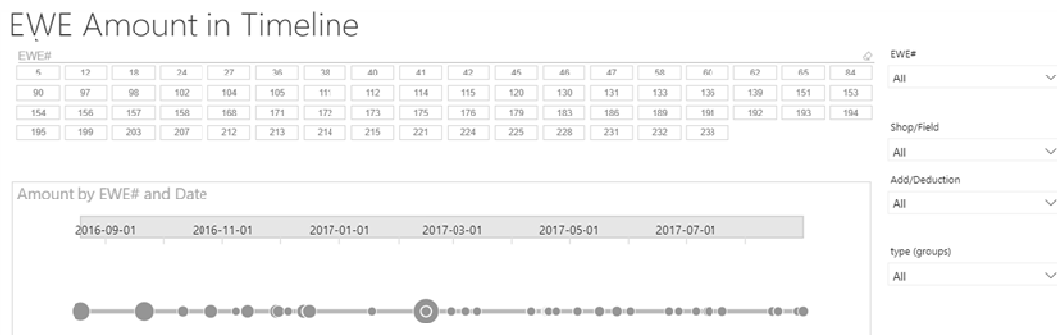 EWE Amount in Timeline
EWE#
5 12 18 24 27 36 38 40 41 42 45 46 47 58 60 62 65 84
90 97 98 102 104 105 111 112 114 115 120 130 131 133 135 139 151 153
154 156 157 158 168 171 172 173 175 176 179 183 186 189 191 192 193 194
195 199 203 207 212 213 214 215 221 224 225 228 231 232 233
EWE#
All
Shop/Field
All
Add/Deduction
All
type (groups)
All
Amount by EWE# and Date
2016-09-01 2016-11-01 2017-01-01 2017-03-01 2017-05-01 2017-07-01